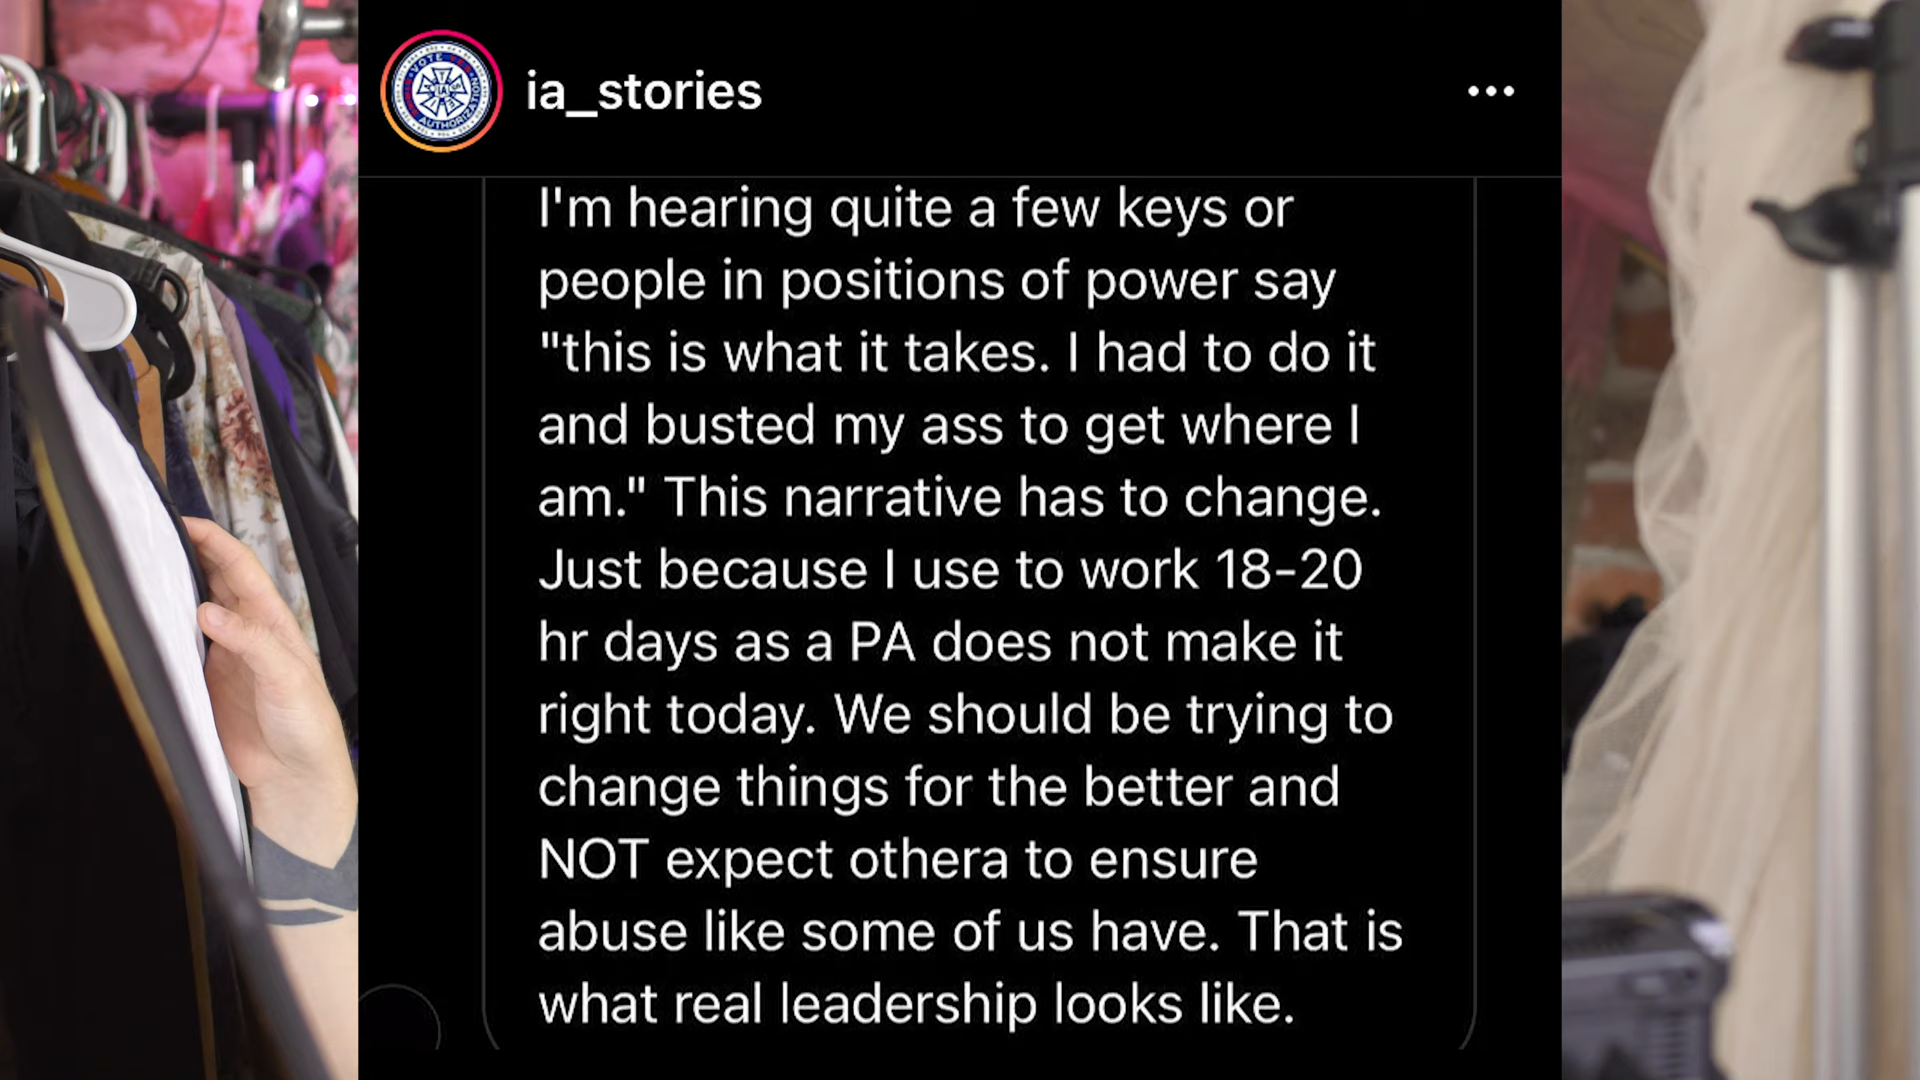 ia_stories
I'm hearing quite a few keys or
people in positions of power say
"this is what it takes. I had to do it
and busted my ass to get where I
am." This narrative has to change.
Just because I use to work 18-20
hr days as a PA does not make it
right today. We should be trying to
change things for the better and
NOT expect othera to ensure
abuse like some of us have. That is
what real leadership looks like.
VOTE YES
AUTHORIZATION